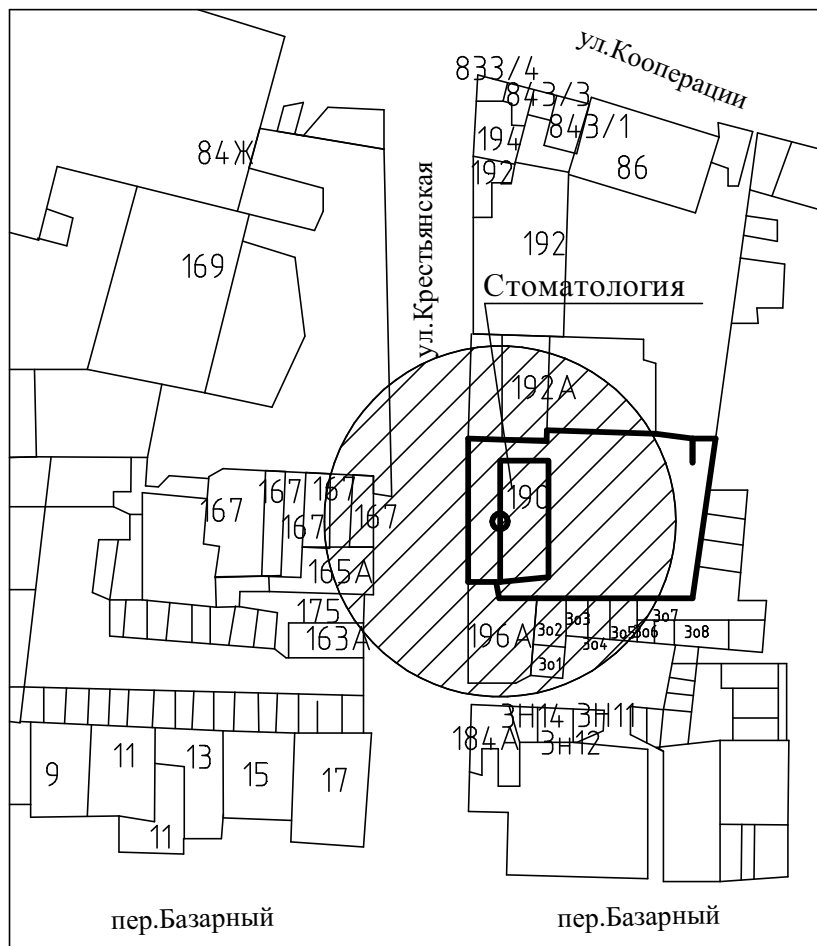 ул.Кооперации
833/4
843/3
843/1
194
84Ж
192
86
192
169
ул.Крестьянская
Стоматология
192А
190
167
167
167
167
167
165А
175
163А
196А
3о1
3о2
3о3
3о4
3о5
3о6
3о7
3о8
3Н14
3Н11
3н12
184А
9
11
13
15
17
11
пер.Базарный
пер.Базарный